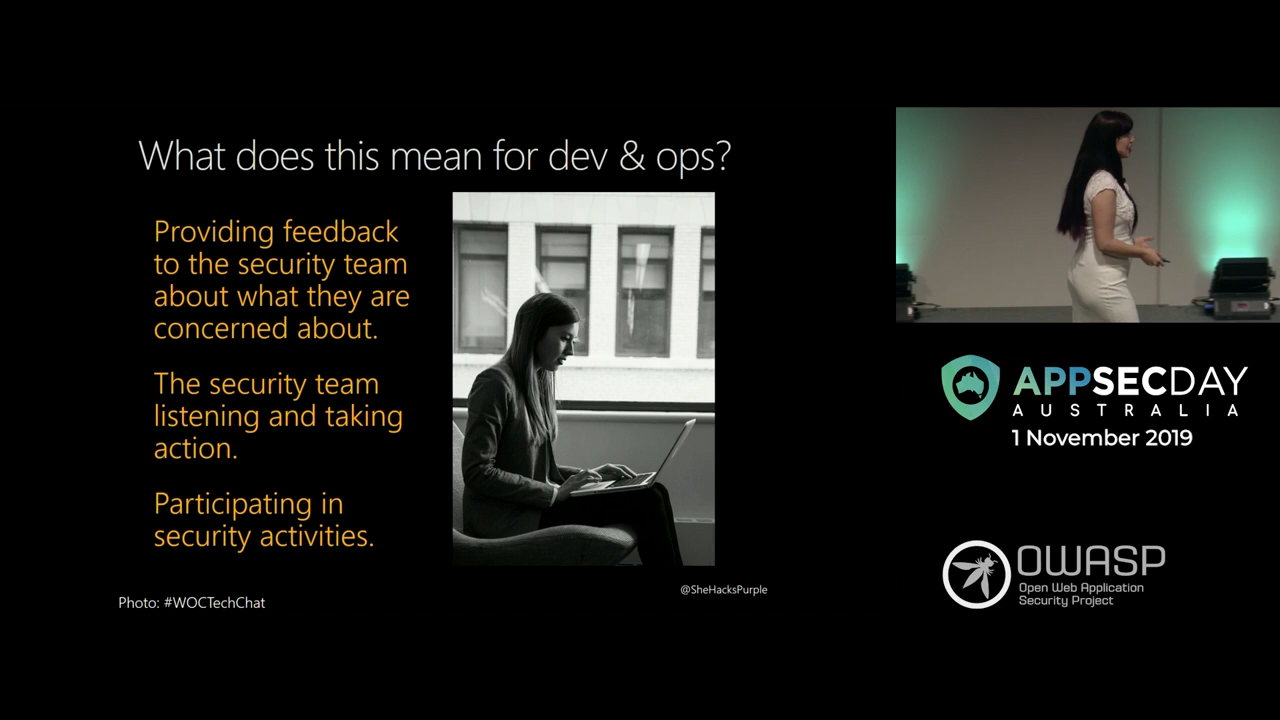 What does this mean for dev & ops?
Providing feedback
to the security team
about what they are
concerned about.
The security team
listening and taking
action.
Participating in
security activities.
Photo: #WOCTechChat
@SheHacksPurple
APPSECDAY
AUSTRALIA
1 November 2019
OWASP
Open Web Application
Security Project